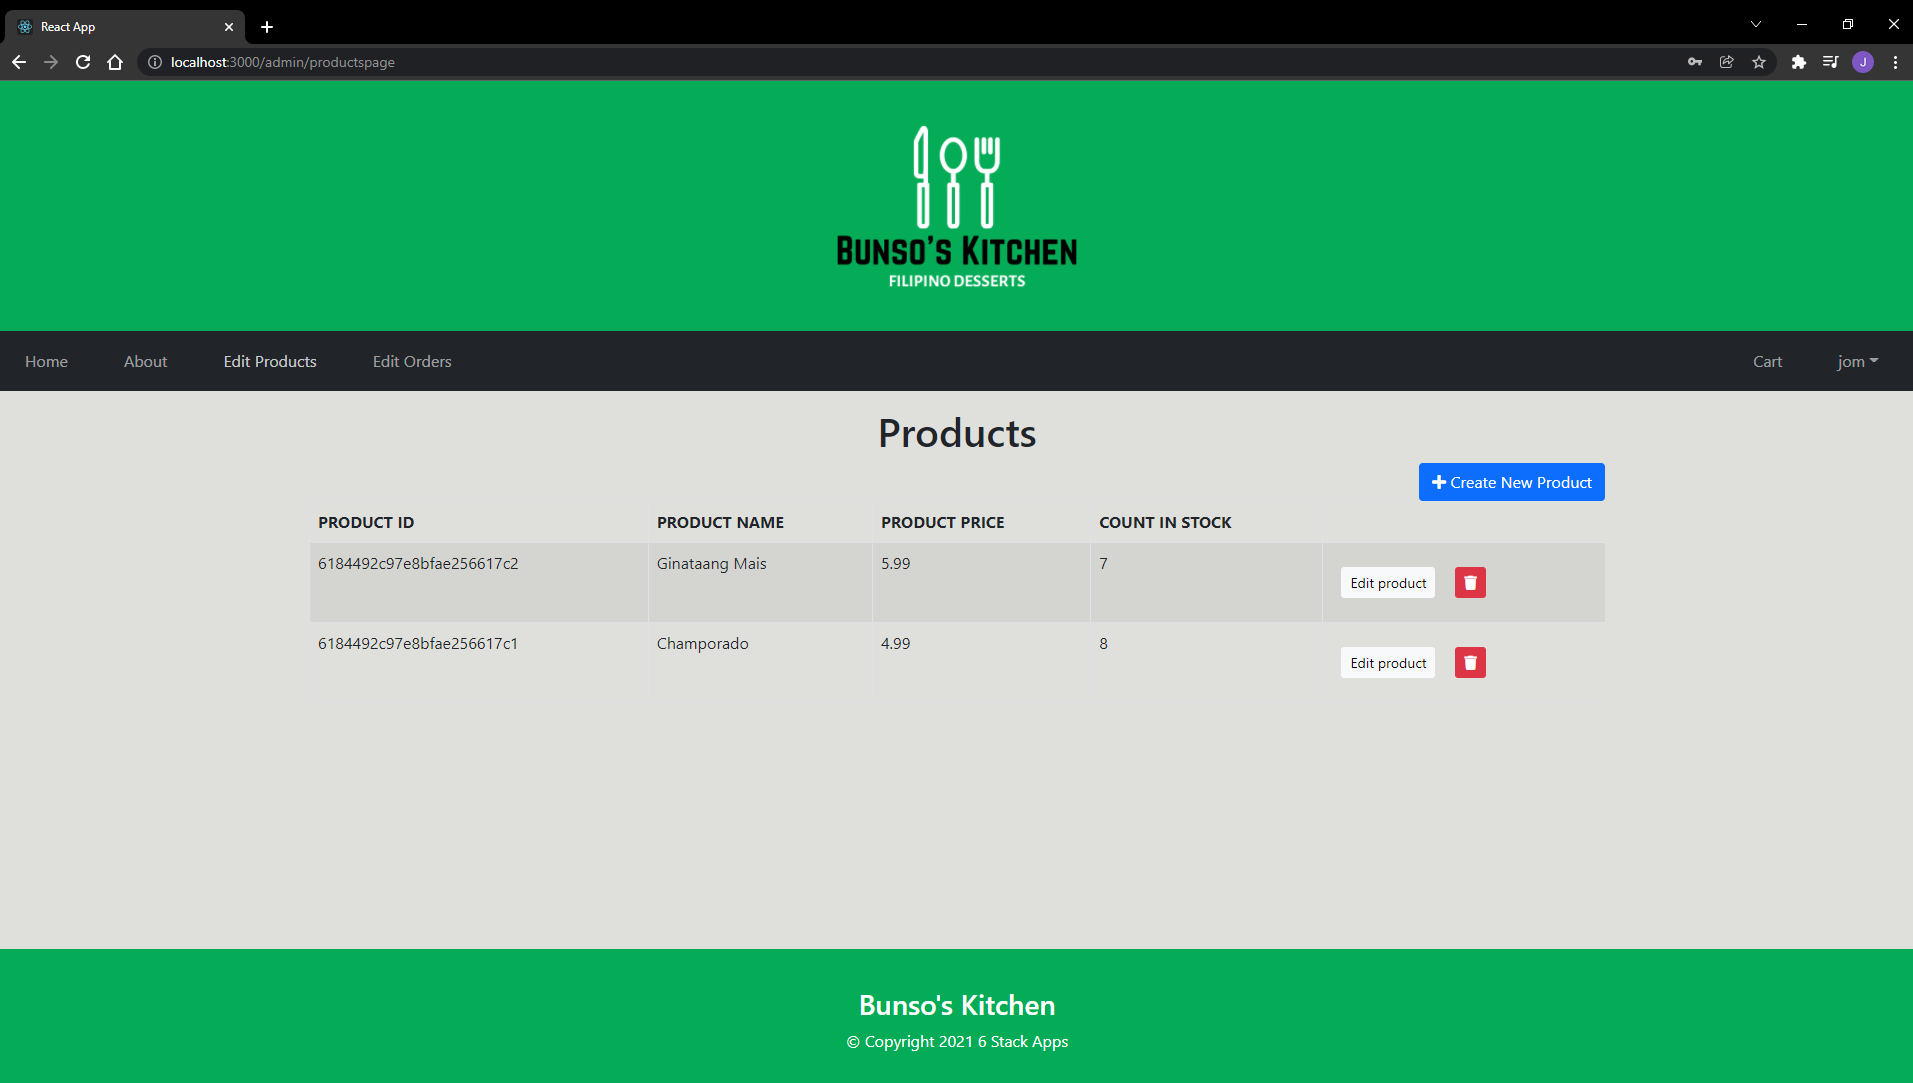 React App
localhost:3000/admin/productspage
J
BUNSO'S KITCHEN
FILIPINO DESSERTS
Home About Edit Products Edit Orders Cart jom
Products
Create New Product
PRODUCT ID PRODUCT NAME PRODUCT PRICE COUNT IN STOCK
6184492c97e8bfae256617c2 Ginataang Mais 5.99 7 Edit product
6184492c97e8bfae256617c1 Champorado 4.99 8 Edit product
Bunso's Kitchen
© Copyright 2021 6 Stack Apps